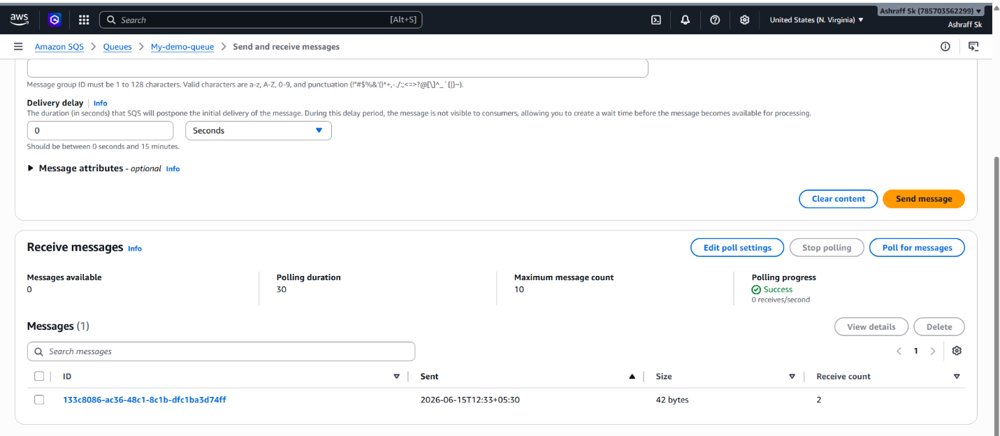 aws
Search [Alt+S]
United States (N. Virginia)
Ashraff Sk (785703562299)
Ashraff Sk
Amazon SQS > Queues > My-demo-queue > Send and receive messages
Message group ID must be 1 to 128 characters. Valid characters are a-z, A-Z, 0-9, and punctuation (!"#$%&'()*+,-./:;<=>?@[\]^_`{|}~).
Delivery delay | Info
The duration (in seconds) that SQS will postpone the initial delivery of the message. During this delay period, the message is not visible to consumers, allowing you to create a wait time before the message becomes available for processing.
0 Seconds
Should be between 0 seconds and 15 minutes.
Message attributes - optional Info
Clear content Send message
Receive messages Info Edit poll settings Stop polling Poll for messages
Messages available Polling duration Maximum message count Polling progress
0 30 10 Success
0 receives/second
Messages (1) View details Delete
Search messages 1
ID Sent Size Receive count
133c8086-ac36-48c1-8c1b-dfc1ba3d74ff 2026-06-15T12:33+05:30 42 bytes 2